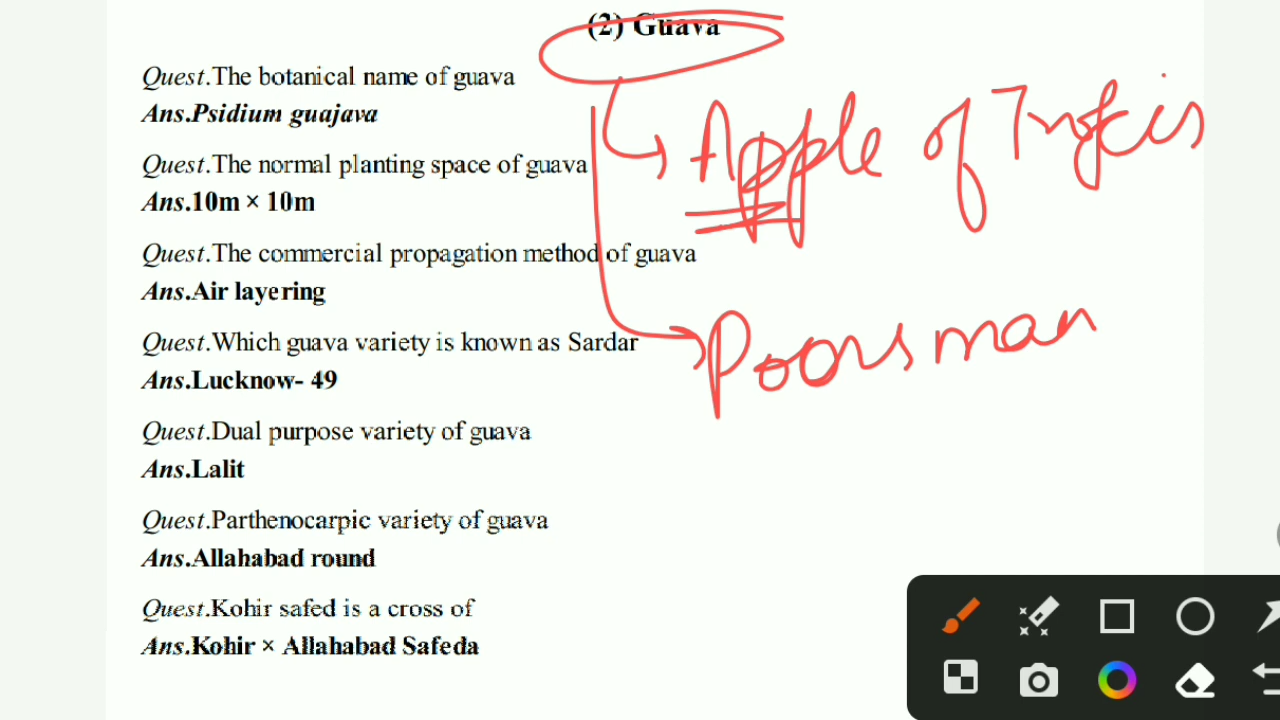 (2) Guava
Quest.The botanical name of guava
Ans.Psidium guajava
Quest.The normal planting space of guava
Ans.10m × 10m
Quest.The commercial propagation method of guava
Ans.Air layering
Quest.Which guava variety is known as Sardar
Ans.Lucknow- 49
Quest.Dual purpose variety of guava
Ans.Lalit
Quest.Parthenocarpic variety of guava
Ans.Allahabad round
Quest.Kohir safed is a cross of
Ans.Kohir × Allahabad Safeda
Apple of
Poorsman